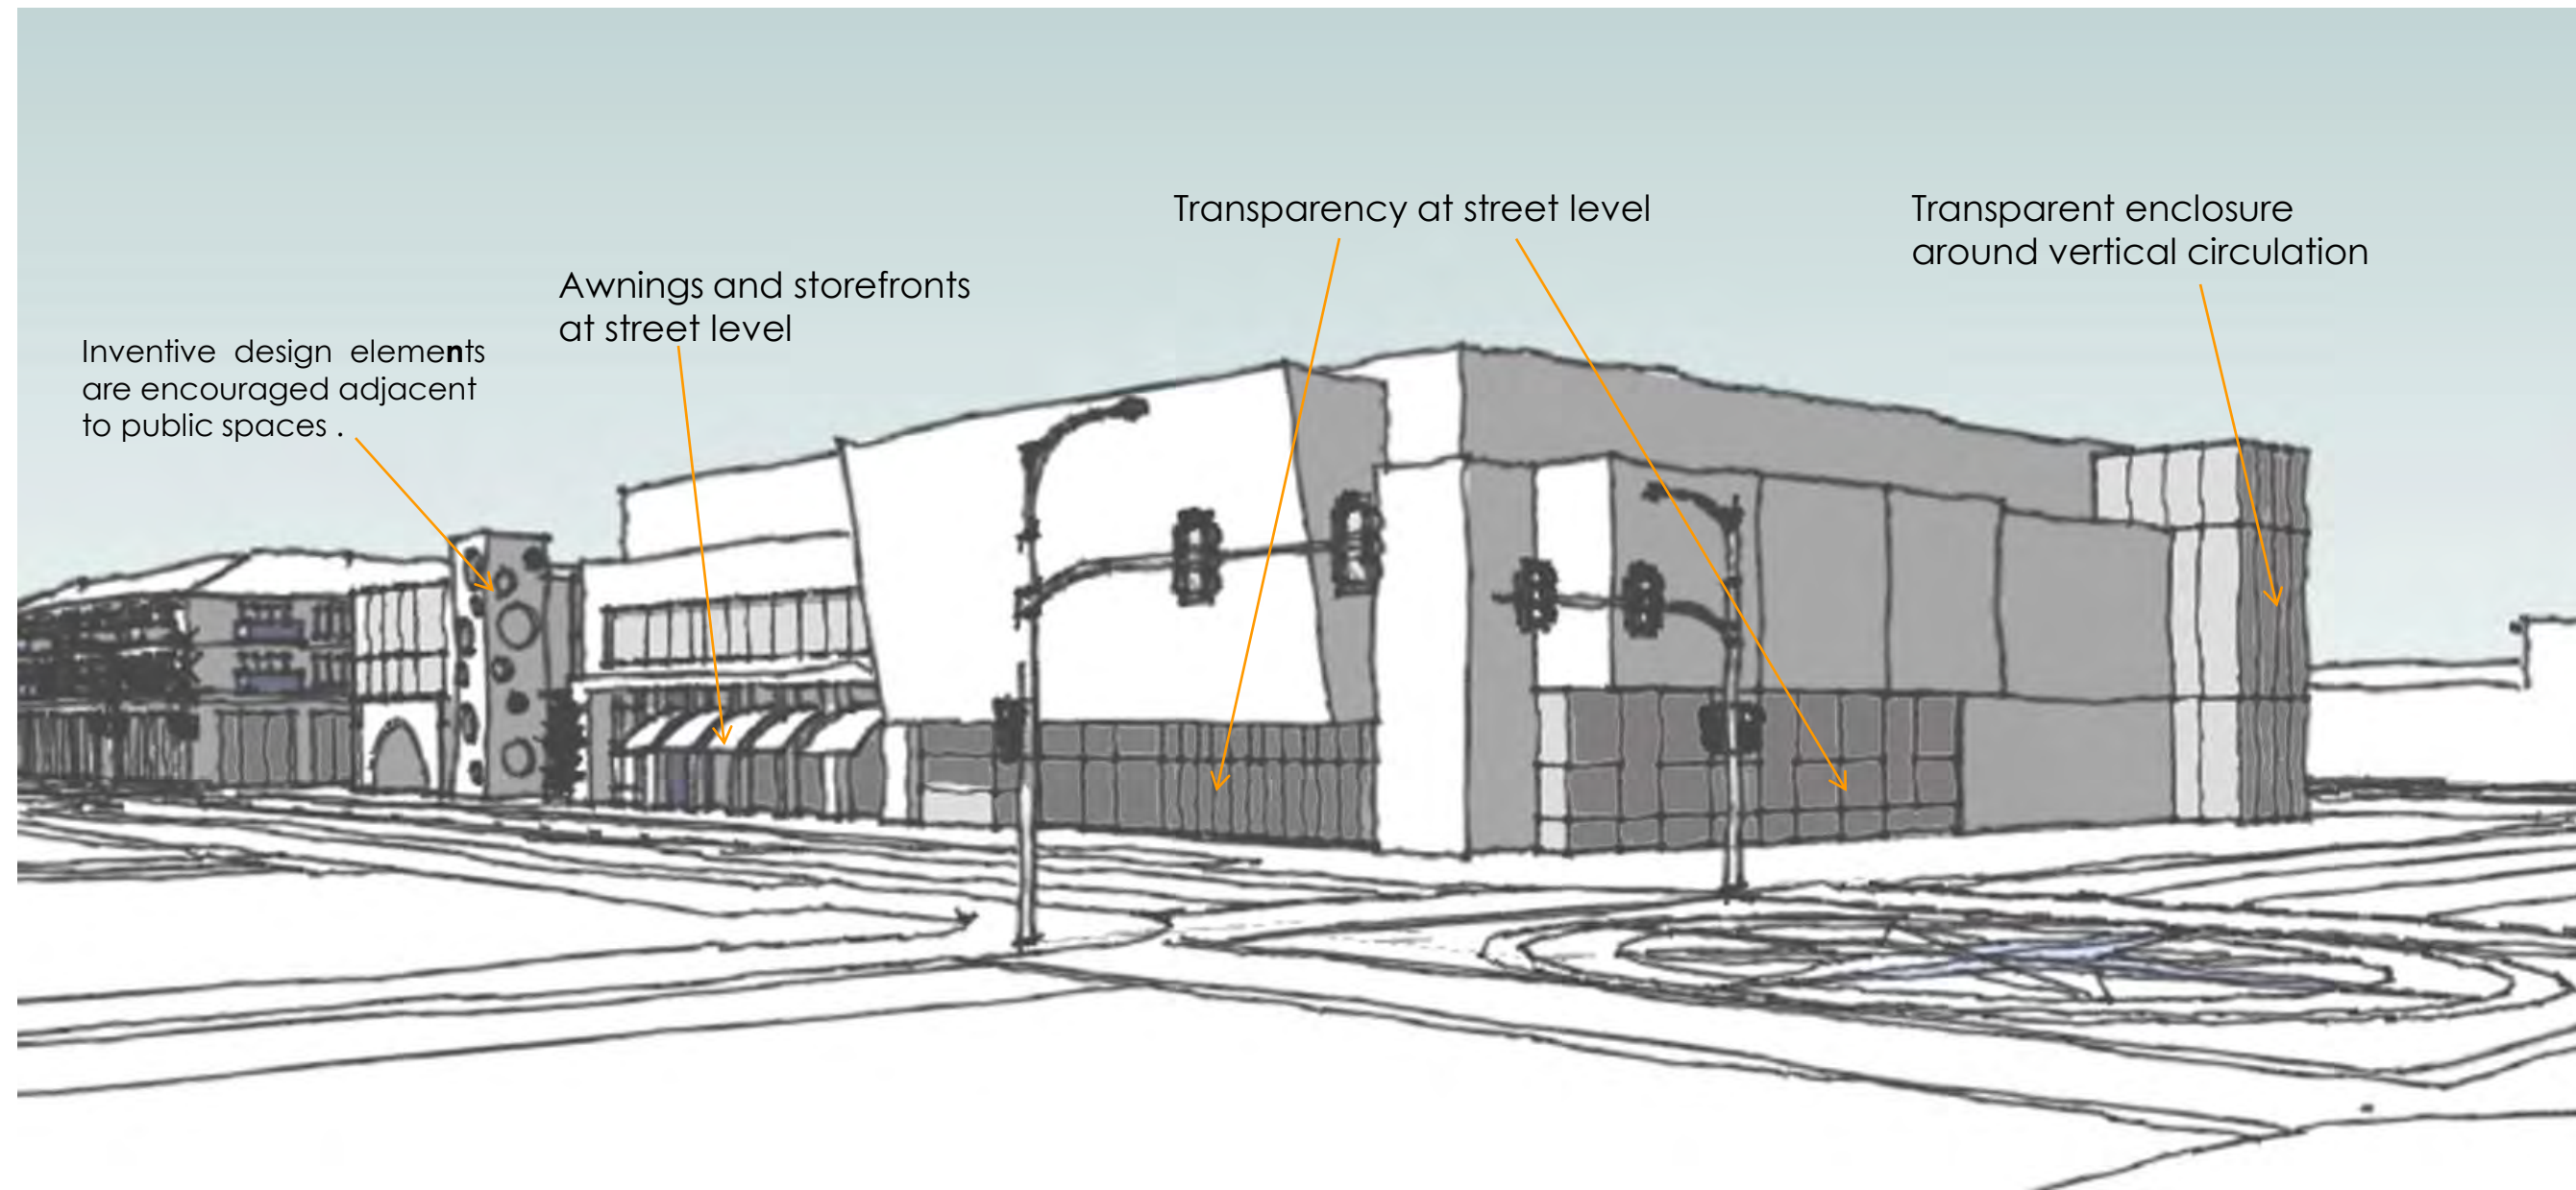 Transparency at street level
Transparent enclosure
around vertical circulation
Awnings and storefronts
at street level
Inventive design elements
are encouraged adjacent
to public spaces .